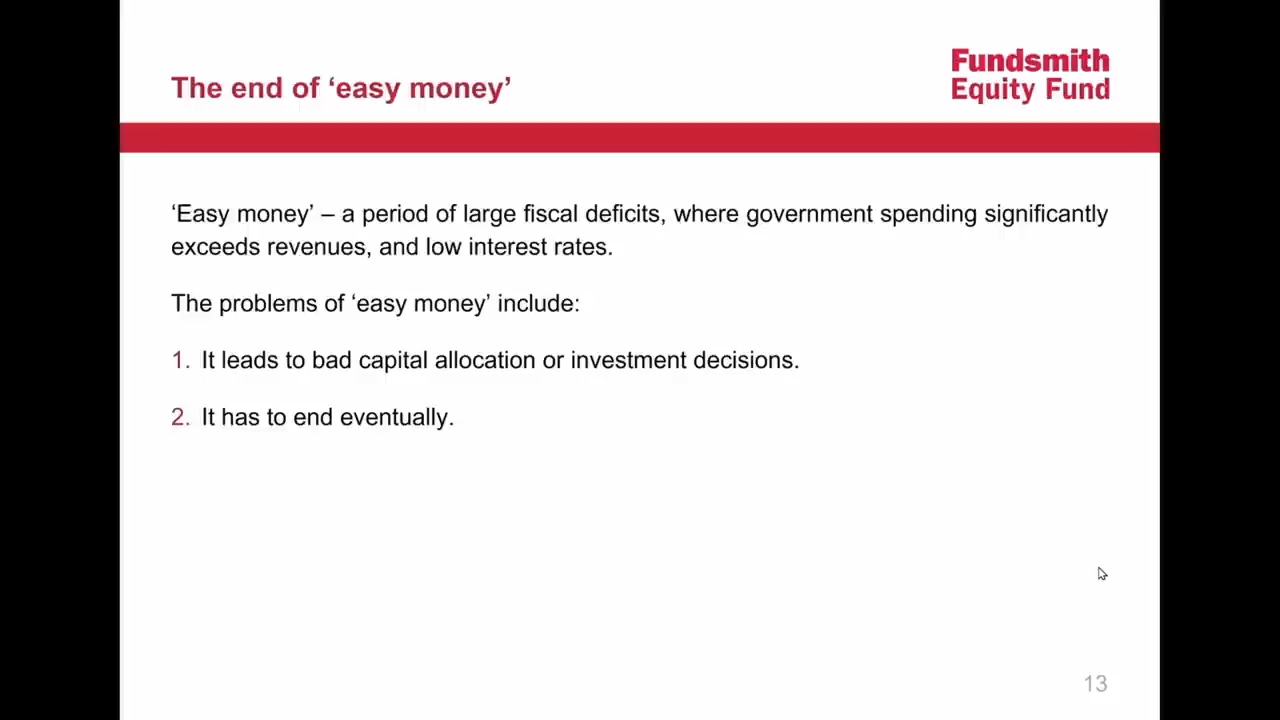 The end of ‘easy money’
Fundsmith
Equity Fund
‘Easy money’ – a period of large fiscal deficits, where government spending significantly
exceeds revenues, and low interest rates.
The problems of ‘easy money’ include:
1. It leads to bad capital allocation or investment decisions.
2. It has to end eventually.
13